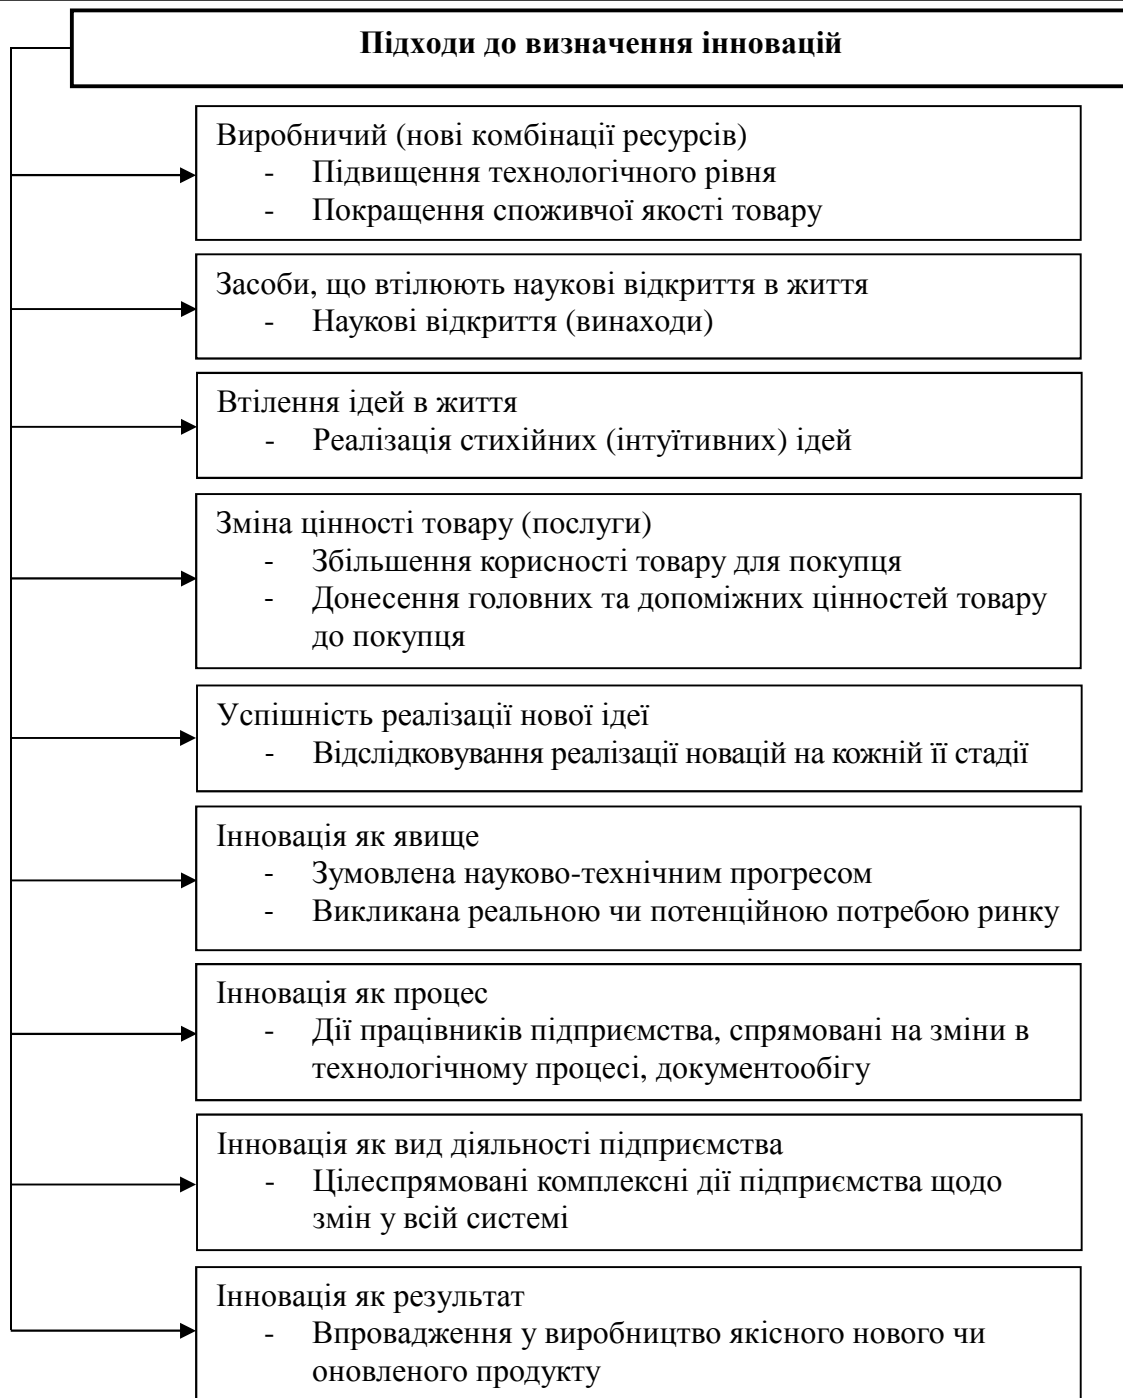 Підходи до визначення інновацій
Виробничий (нові комбінації ресурсів)
- Підвищення технологічного рівня
- Покращення споживчої якості товару
Засоби, що втілюють наукові відкриття в життя
- Наукові відкриття (винаходи)
Втілення ідей в життя
- Реалізація стихійних (інтуїтивних) ідей
Зміна цінності товару (послуги)
- Збільшення корисності товару для покупця
- Донесення головних та допоміжних цінностей товару
до покупця
Успішність реалізації нової ідеї
- Відслідковування реалізації новацій на кожній її стадії
Інновація як явище
- Зумовлена науково-технічним прогресом
- Викликана реальною чи потенційною потребою ринку
Інновація як процес
- Дії працівників підприємства, спрямовані на зміни в
технологічному процесі, документообігу
Інновація як вид діяльності підприємства
- Цілеспрямовані комплексні дії підприємства щодо
змін у всій системі
Інновація як результат
- Впровадження у виробництво якісного нового чи
оновленого продукту